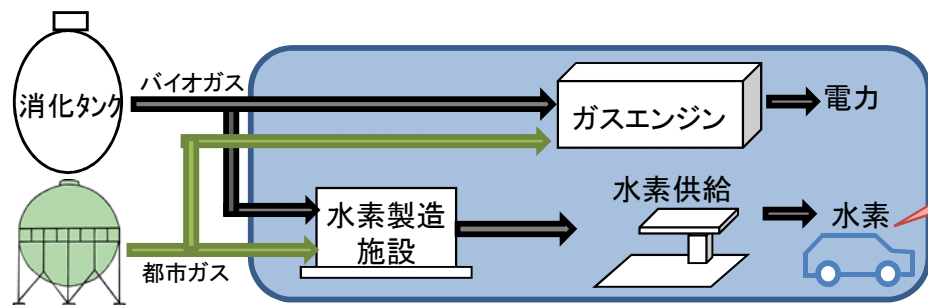 消化タンク
バイオガス
ガスエンジン
電力
水素製造
施設
水素供給
水素
都市ガス